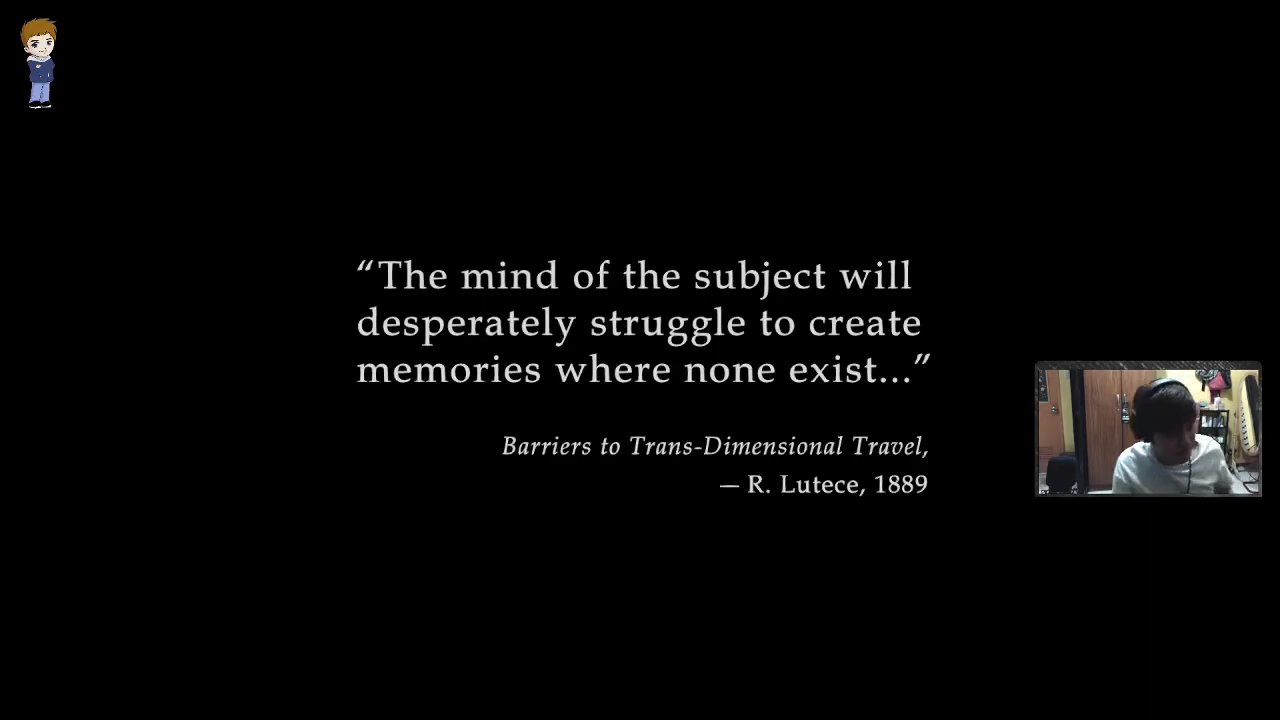 “The mind of the subject will
desperately struggle to create
memories where none exist...”
Barriers to Trans-Dimensional Travel,
— R. Lutece, 1889